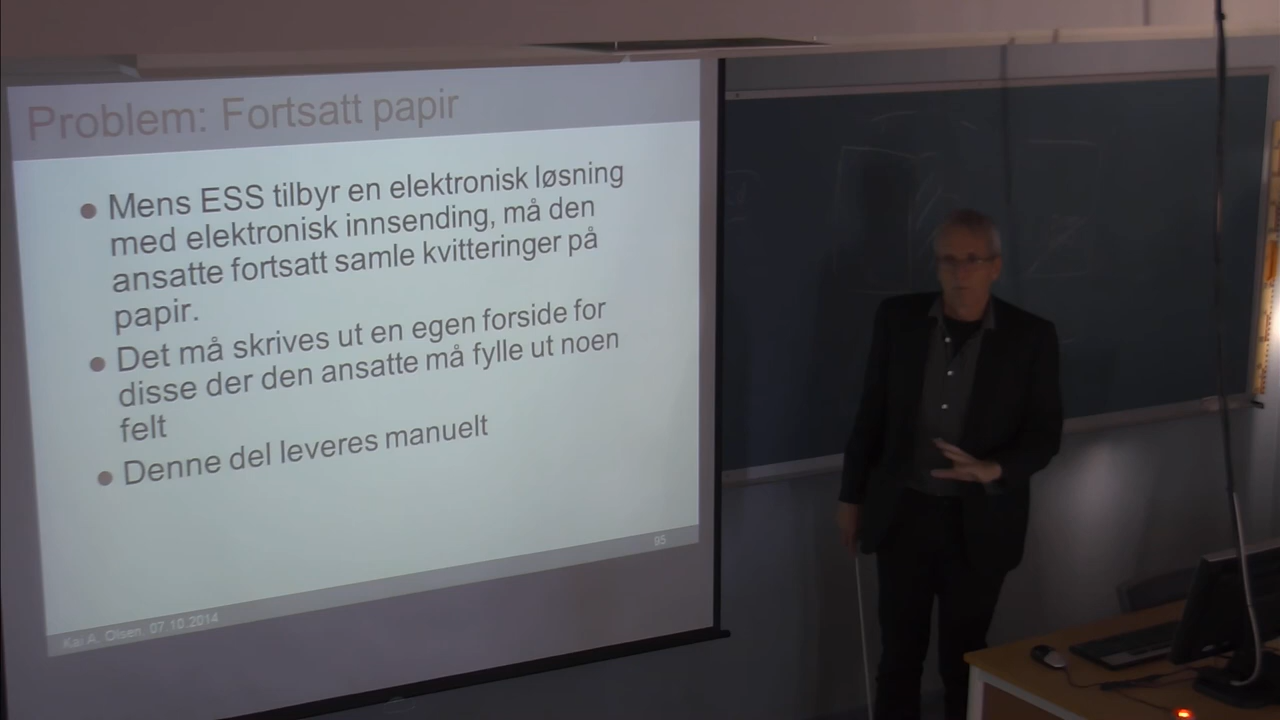 Problem: Fortsatt papir
● Mens ESS tilbyr en elektronisk løsning
med elektronisk innsending, må den
ansatte fortsatt samle kvitteringer på
papir.
● Det må skrives ut en egen forside for
disse der den ansatte må fylle ut noen
felt
● Denne del leveres manuelt
95
Kai A. Olsen, 07.10.2014